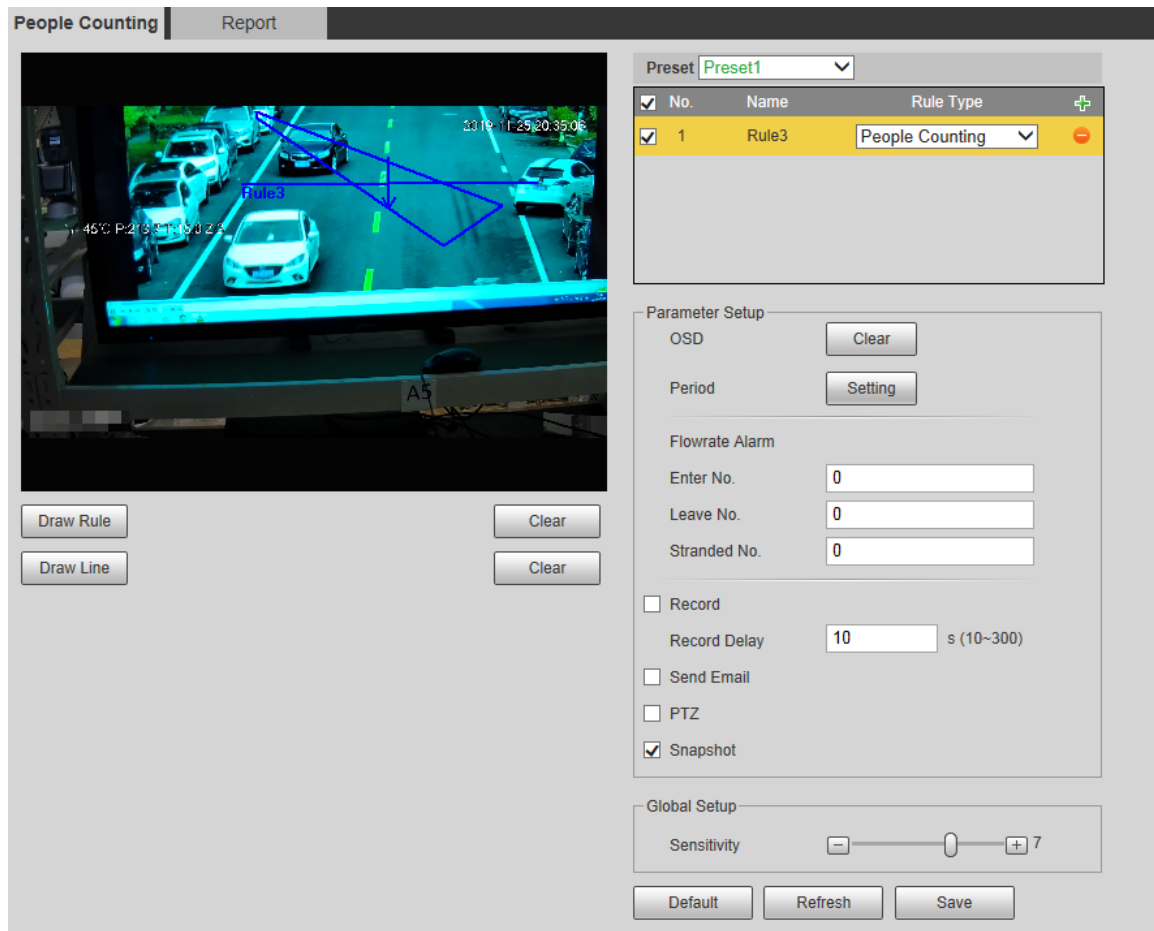 People Counting Report
Preset Preset1
No. Name Rule Type
1 Rule3 People Counting
2019-11-25 20:35:06
Rule3
A5
Parameter Setup
OSD Clear
Period Setting
Flowrate Alarm
Enter No. 0
Leave No. 0
Stranded No. 0
Draw Rule Clear
Draw Line Clear
Record
Record Delay 10 s (10~300)
Send Email
PTZ
Snapshot
Global Setup
Sensitivity 7
Default Refresh Save